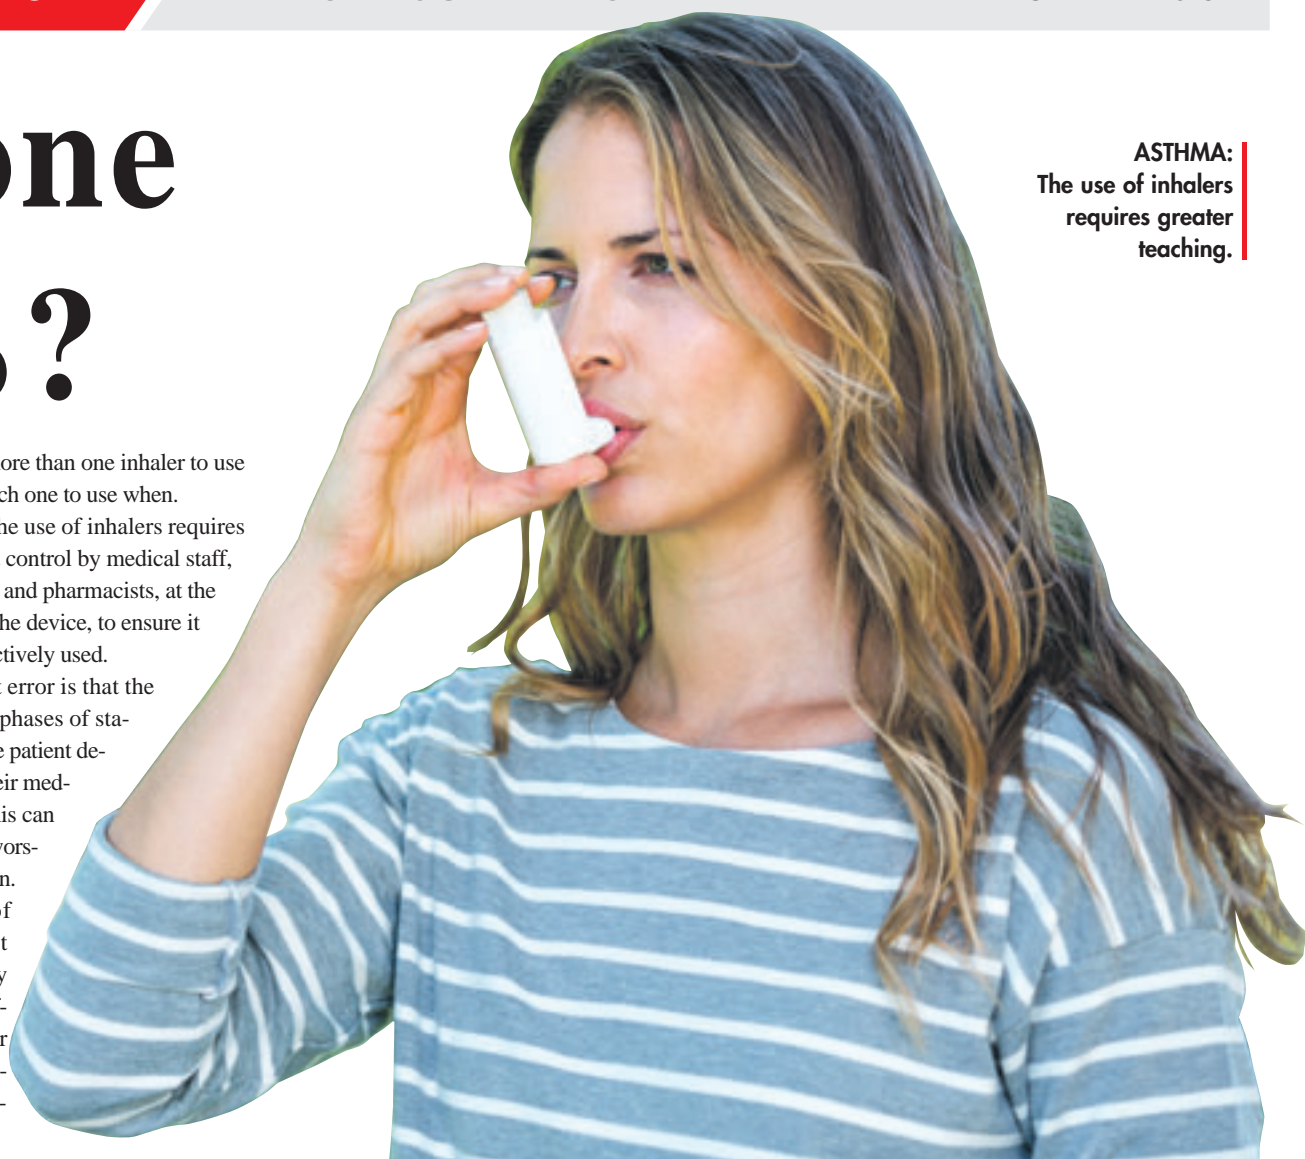 one
?
ore than one inhaler to use
ch one to use when.
he use of inhalers requires
control by medical staff,
and pharmacists, at the
he device, to ensure it
ctively used.
error is that the
phases of sta-
e patient de-
eir med-
is can
vors-
n.
of
t
y
-
r
-
-
ASTHMA:
The use of inhalers
requires greater
teaching.